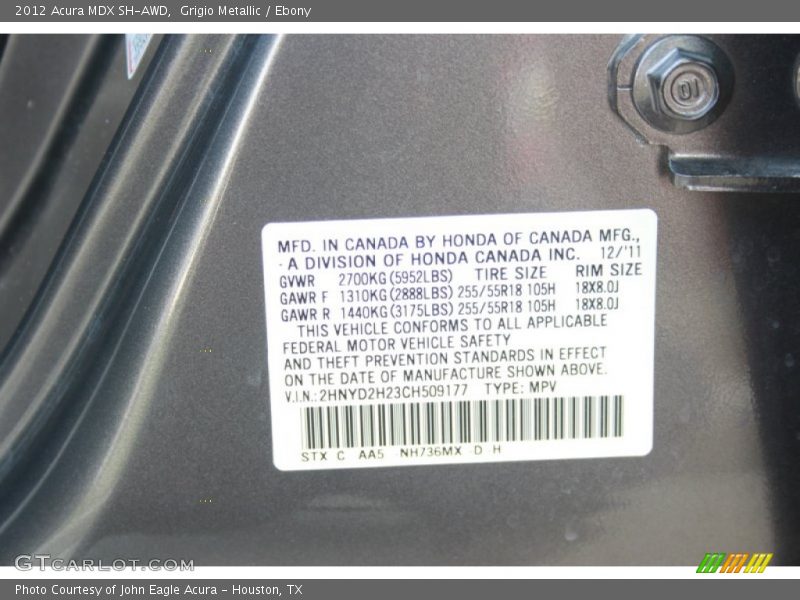 2012 Acura MDX SH-AWD,  Grigio Metallic / Ebony
DI
MFD. IN CANADA BY HONDA OF CANADA MFG.,
- A DIVISION OF HONDA CANADA INC. 12/'11
GVWR 2700KG(5952LBS) TIRE SIZE RIM SIZE
GAWR F 1310KG(2888LBS) 255/55R18 105H 18X8.0J
GAWR R 1440KG(3175LBS) 255/55R18 105H 18X8.0J
THIS VEHICLE CONFORMS TO ALL APPLICABLE
FEDERAL MOTOR VEHICLE SAFETY
AND THEFT PREVENTION STANDARDS IN EFFECT
ON THE DATE OF MANUFACTURE SHOWN ABOVE.
V.I.N.:2HNYD2H23CH509177 TYPE: MPV
STX C AA5 NH736MX D H
GTCARLOT.COM
Photo Courtesy of John Eagle Acura - Houston, TX